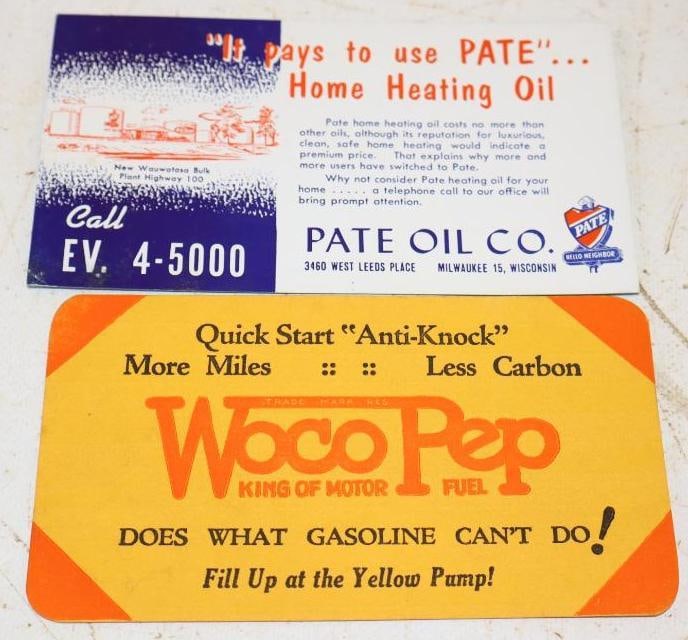 "It pays to use PATE"...
Home Heating Oil
Pate home heating oil costs no more than
other oils, although its reputation for luxurious,
clean, safe home heating would indicate a
premium price. That explains why more and
more users have switched to Pate.
Why not consider Pate heating oil for your
home ..... a telephone call to our office will
bring prompt attention.
New Wauwatosa Bulk
Plant Highway 100
Call
EV. 4-5000
PATE OIL CO.
3460 WEST LEEDS PLACE MILWAUKEE 15, WISCONSIN
PATE
HELLO NEIGHBOR
Quick Start "Anti-Knock"
More Miles :: :: Less Carbon
TRADE MARK REG
Woco Pep
KING OF MOTOR FUEL
DOES WHAT GASOLINE CAN'T DO!
Fill Up at the Yellow Pump!